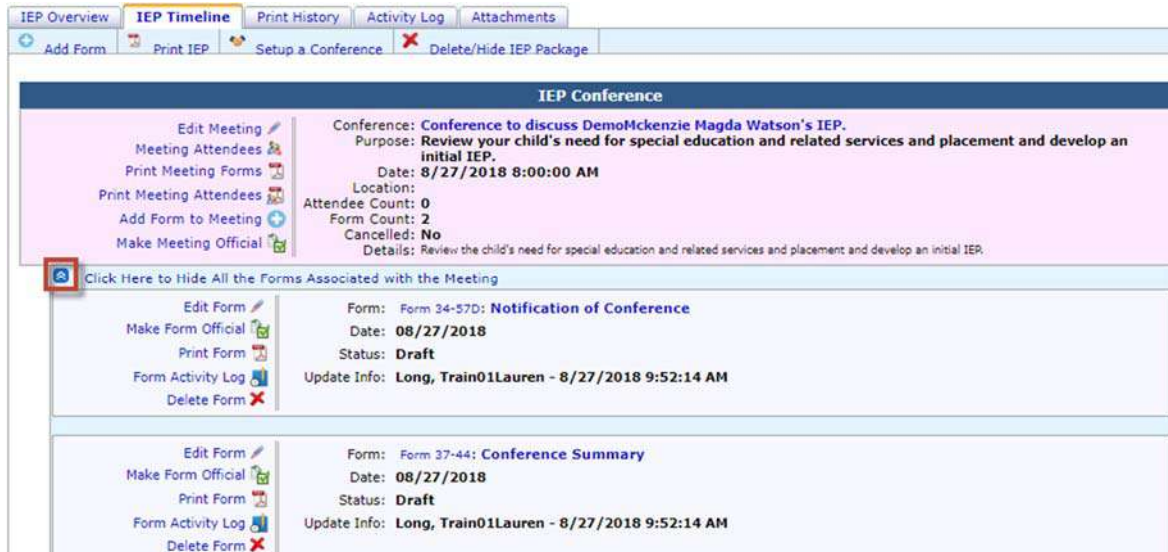 IEP Overview IEP Timeline Print History Activity Log Attachments
Add Form Print IEP Setup a Conference Delete/Hide IEP Package
IEP Conference
Edit Meeting
Meeting Attendees
Print Meeting Forms
Print Meeting Attendees
Add Form to Meeting
Make Meeting Official
Conference: Conference to discuss DemoMckenzie Magda Watson's IEP.
Purpose: Review your child's need for special education and related services and placement and develop an
initial IEP.
Date: 8/27/2018 8:00:00 AM
Location:
Attendee Count: 0
Form Count: 2
Cancelled: No
Details: Review the child's need for special education and related services and placement and develop an initial IEP.
Click Here to Hide All the Forms Associated with the Meeting
Edit Form
Make Form Official
Print Form
Form Activity Log
Delete Form
Form: Form 34-57D: Notification of Conference
Date: 08/27/2018
Status: Draft
Update Info: Long, Train01Lauren - 8/27/2018 9:52:14 AM
Edit Form
Make Form Official
Print Form
Form Activity Log
Delete Form
Form: Form 37-44: Conference Summary
Date: 08/27/2018
Status: Draft
Update Info: Long, Train01Lauren - 8/27/2018 9:52:14 AM